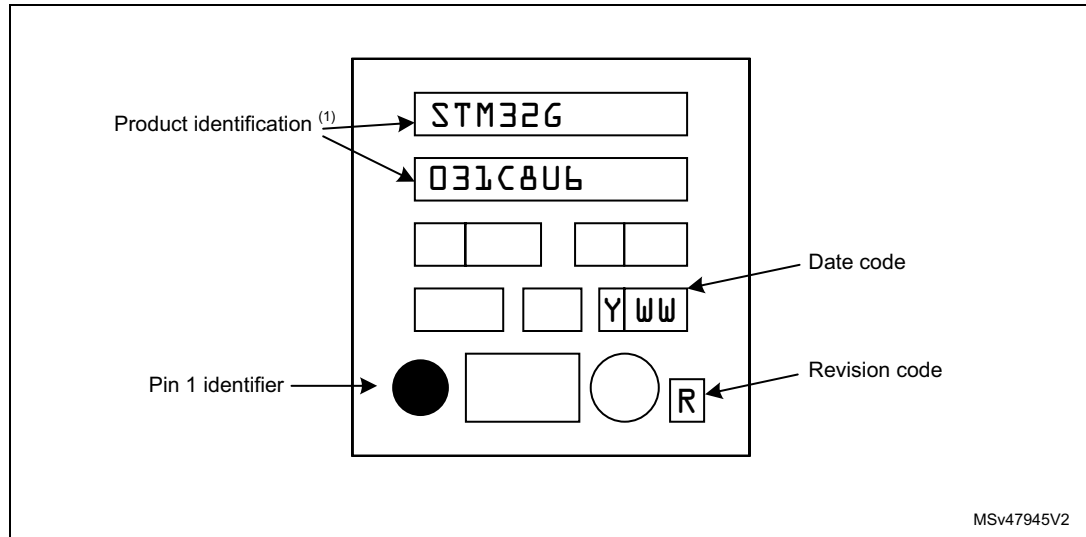 Product identification (1)
STM32G
031C8U6
Date code
Y WW
Pin 1 identifier
Revision code
R
MSv47945V2